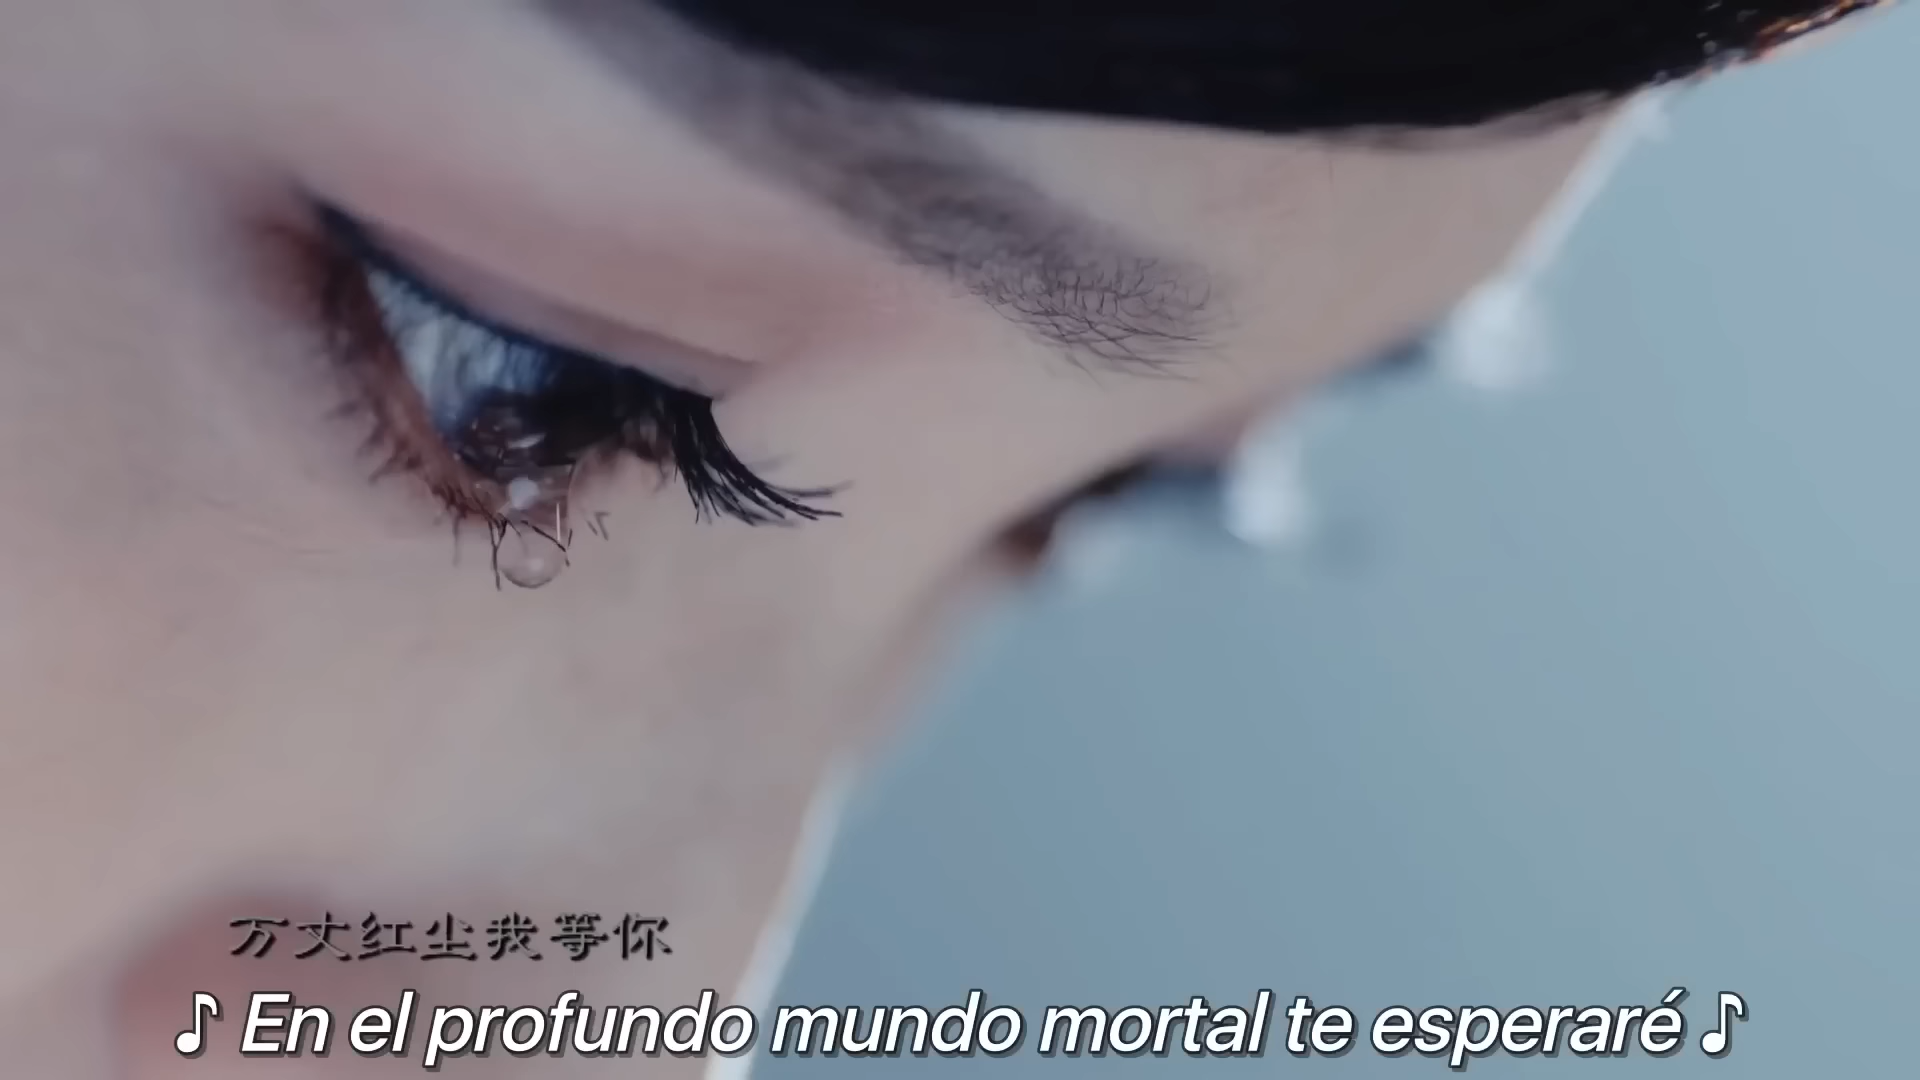 万丈红尘我等你
♪ En el profundo mundo mortal te esperaré ♪